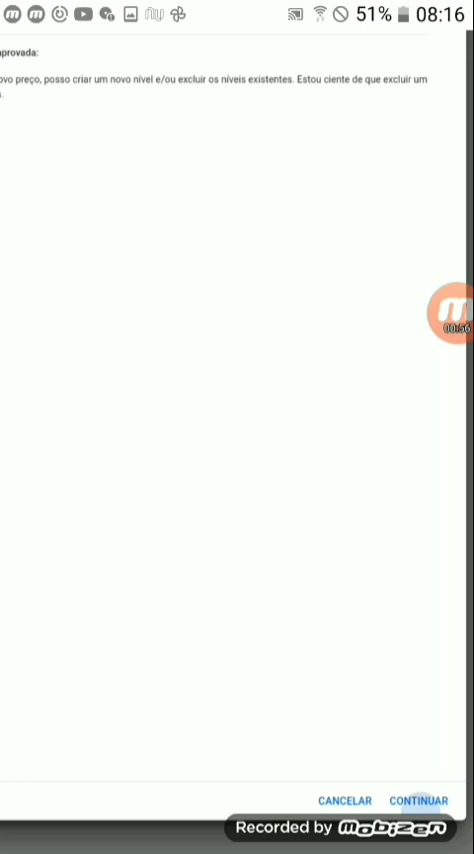 51% 08:16
aprovada:
ovo preço, posso criar um novo nível e/ou excluir os níveis existentes. Estou ciente de que excluir um
s.
00:56
CANCELAR CONTINUAR
Recorded by mobizen